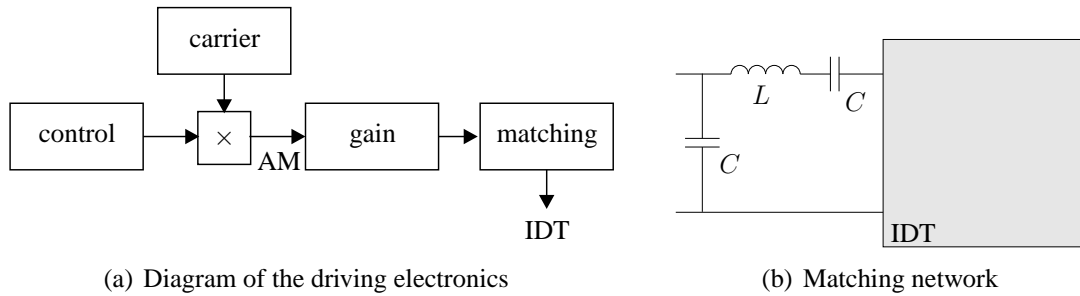 carrier
control
×
AM
gain
matching
IDT
(a) Diagram of the driving electronics
L
C
C
IDT
(b) Matching network